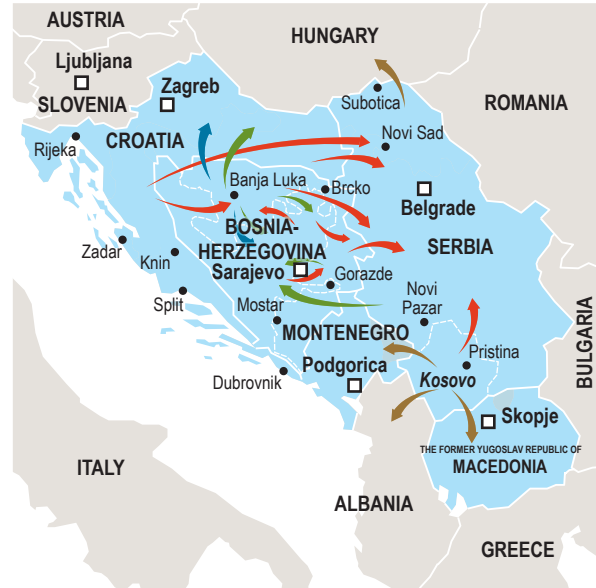 AUSTRIA
HUNGARY
Ljubljana
SLOVENIA
Zagreb
ROMANIA
Subotica
CROATIA
Novi Sad
Rijeka
Banja Luka
Brcko
Belgrade
BOSNIA-
HERZEGOVINA
Zadar
Knin
Sarajevo
SERBIA
Gorazde
Split
Novi
Pazar
Mostar
MONTENEGRO
BULGARIA
Pristina
Podgorica
Kosovo
Dubrovnik
Skopje
THE FORMER YUGOSLAV REPUBLIC OF
MACEDONIA
ITALY
ALBANIA
GREECE